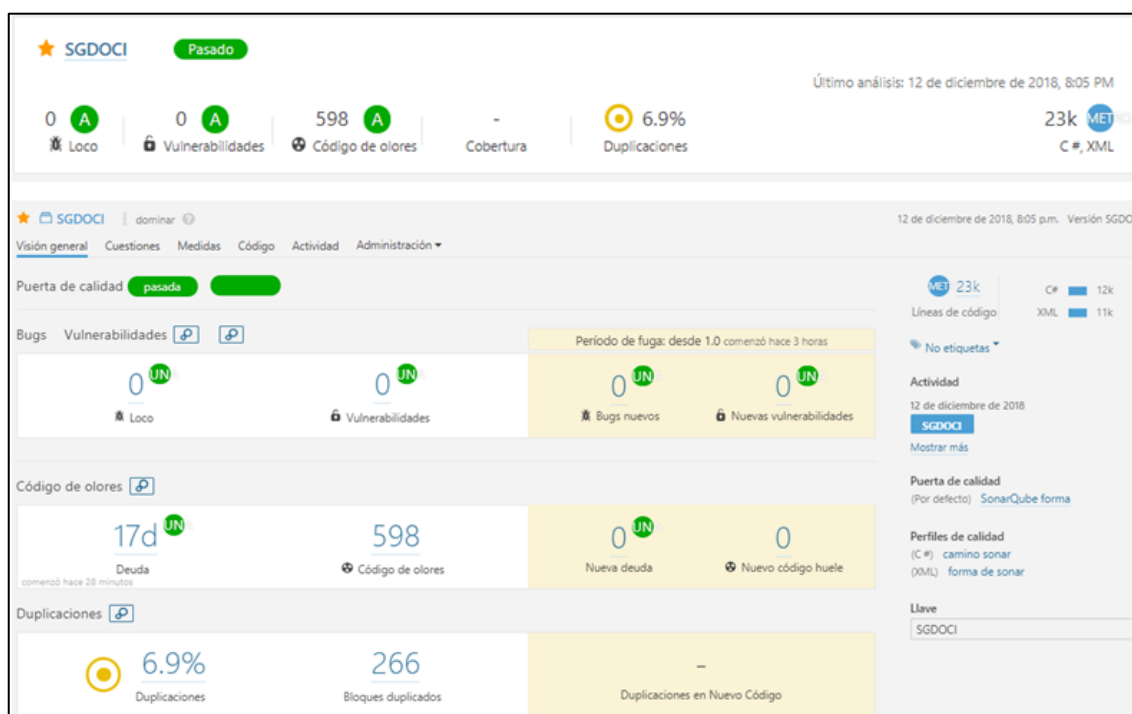 SGDOCI Pasado
Último análisis: 12 de diciembre de 2018, 8:05 PM
0 A 0 A 598 A - 6.9% 23k MET
Loco Vulnerabilidades Código de olores Cobertura Duplicaciones C #, XML
SGDOCI dominar 12 de diciembre de 2018, 8:05 p.m. Versión SGDO
Visión general Cuestiones Medidas Código Actividad Administración
Puerta de calidad pasada
MET 23k C# 12k
Líneas de código XML 11k
Bugs Vulnerabilidades
Período de fuga: desde 1.0 comenzó hace 3 horas
0 UN 0 UN 0 UN 0 UN
Loco Vulnerabilidades Bugs nuevos Nuevas vulnerabilidades
No etiquetas
Actividad
12 de diciembre de 2018
SGDOCI
Mostrar más
Código de olores
17d UN 598 0 UN 0
Deuda Código de olores Nueva deuda Nuevo código huele
comenzó hace 28 minutos
Puerta de calidad
(Por defecto) SonarQube forma
Perfiles de calidad
(C #) camino sonar
(XML) forma de sonar
Duplicaciones
6.9% 266 –
Duplicaciones Bloques duplicados Duplicaciones en Nuevo Código
Llave
SGDOCI